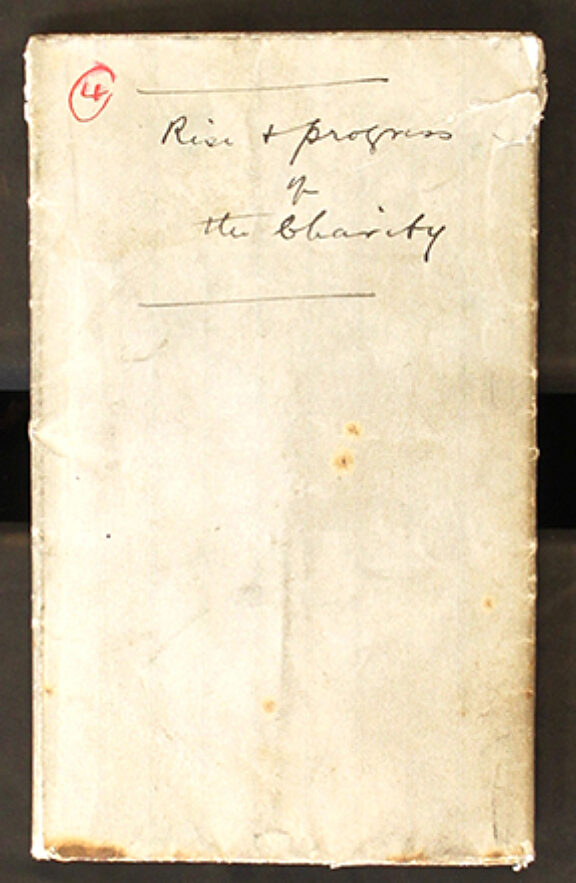 4
Rise & progress
of
the Charity